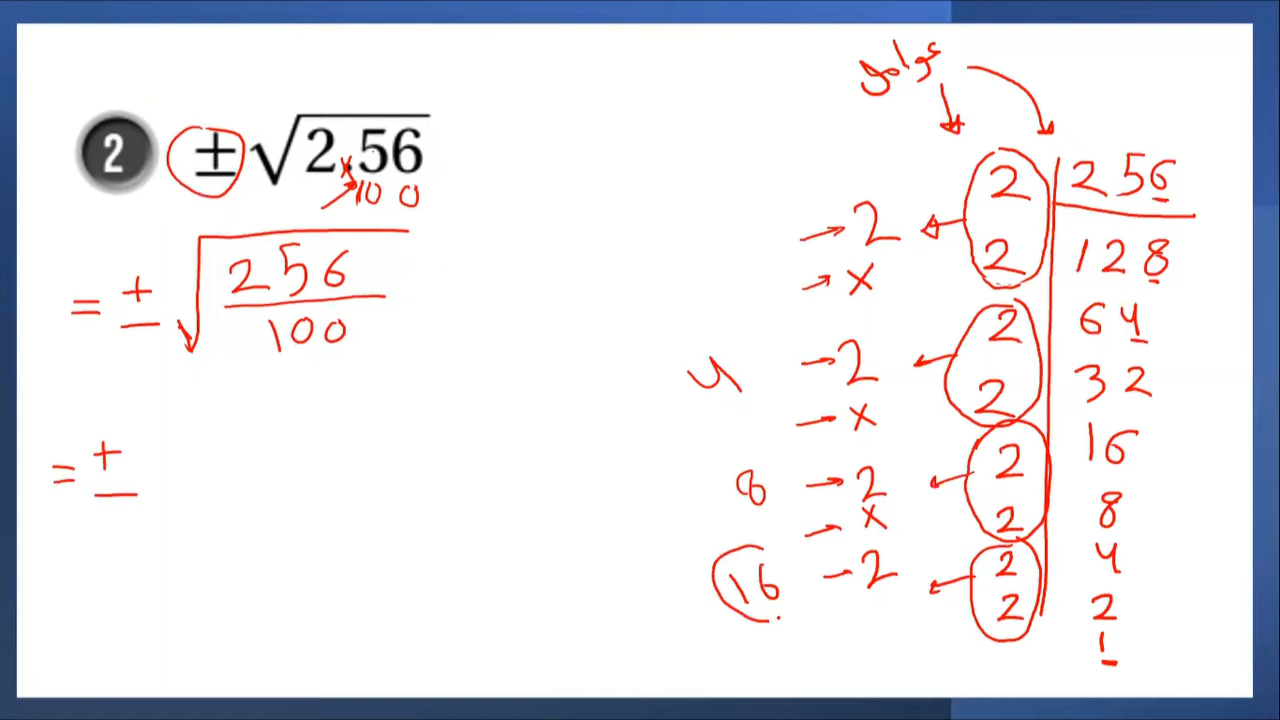 2 ± √2.56
× 100
= ± √256/100
= ±
2 | 256
2 | 128
2 | 64
2 | 32
2 | 16
2 | 8
2 | 4
2 | 2
1
2
×
4 2
×
8 2
×
16 2